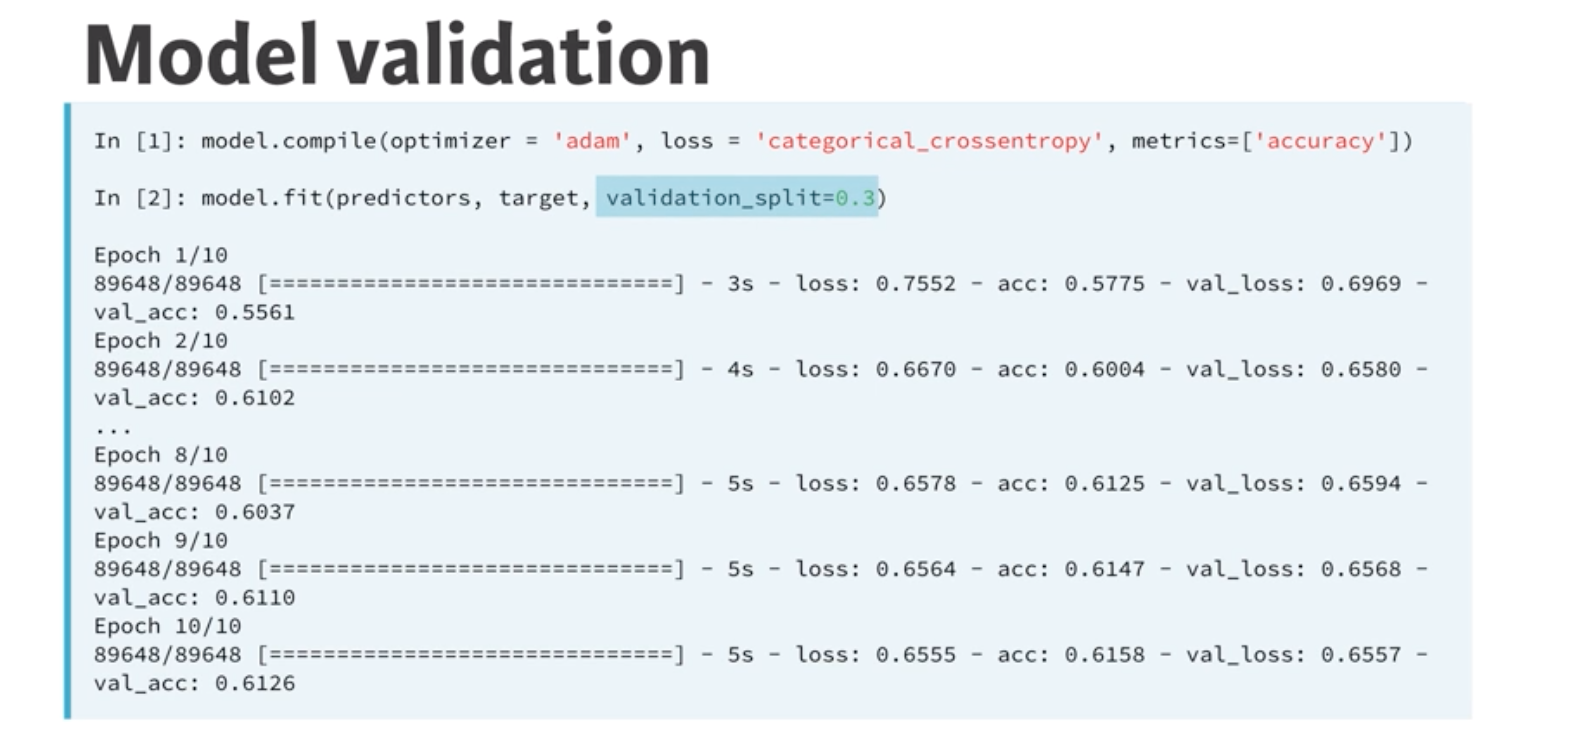 Model validation
In [1]: model.compile(optimizer = 'adam', loss = 'categorical_crossentropy', metrics=['accuracy'])
In [2]: model.fit(predictors, target, validation_split=0.3)
Epoch 1/10
89648/89648 [==============================] - 3s - loss: 0.7552 - acc: 0.5775 - val_loss: 0.6969 -
val_acc: 0.5561
Epoch 2/10
89648/89648 [==============================] - 4s - loss: 0.6670 - acc: 0.6004 - val_loss: 0.6580 -
val_acc: 0.6102
...
Epoch 8/10
89648/89648 [==============================] - 5s - loss: 0.6578 - acc: 0.6125 - val_loss: 0.6594 -
val_acc: 0.6037
Epoch 9/10
89648/89648 [==============================] - 5s - loss: 0.6564 - acc: 0.6147 - val_loss: 0.6568 -
val_acc: 0.6110
Epoch 10/10
89648/89648 [==============================] - 5s - loss: 0.6555 - acc: 0.6158 - val_loss: 0.6557 -
val_acc: 0.6126